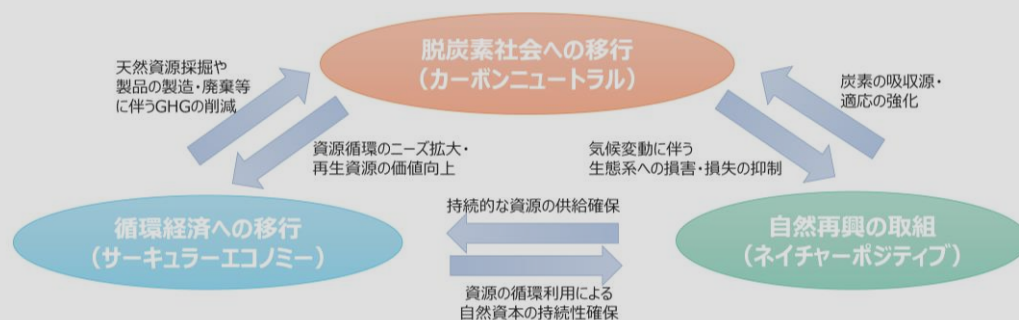 脱炭素社会への移行
（カーボンニュートラル）
天然資源採掘や
製品の製造・廃棄等
に伴うGHGの削減
炭素の吸収源・
適応の強化
資源循環のニーズ拡大・
再生資源の価値向上
気候変動に伴う
生態系への損害・損失の抑制
循環経済への移行
（サーキュラーエコノミー）
持続的な資源の供給確保
自然再興の取組
（ネイチャーポジティブ）
資源の循環利用による
自然資本の持続性確保